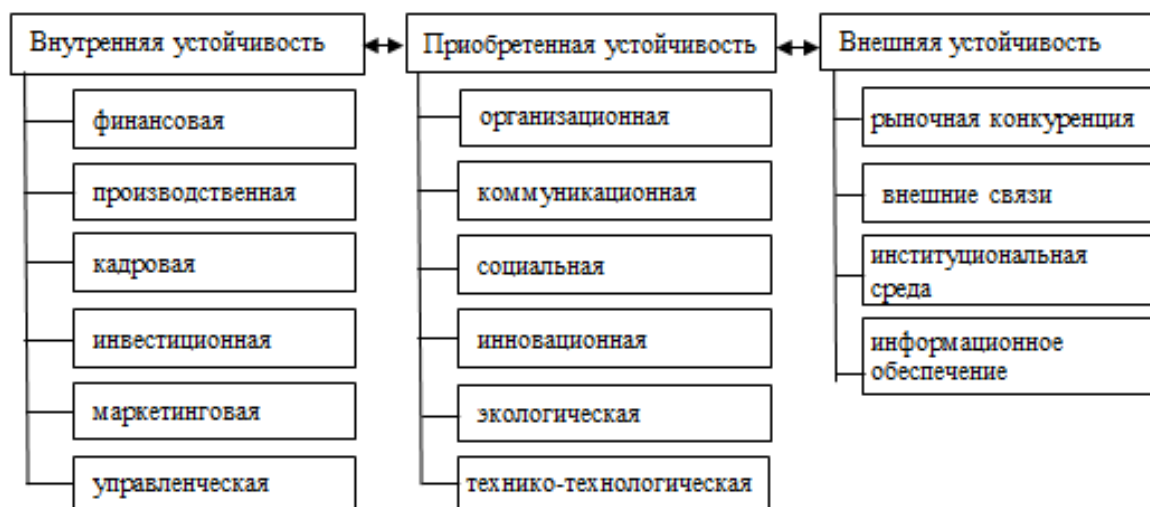 Внутренняя устойчивость
финансовая
производственная
кадровая
инвестиционная
маркетинговая
управленческая
Приобретенная устойчивость
организационная
коммуникационная
социальная
инновационная
экологическая
технико-технологическая
Внешняя устойчивость
рыночная конкуренция
внешние связи
институциональная
среда
информационное
обеспечение